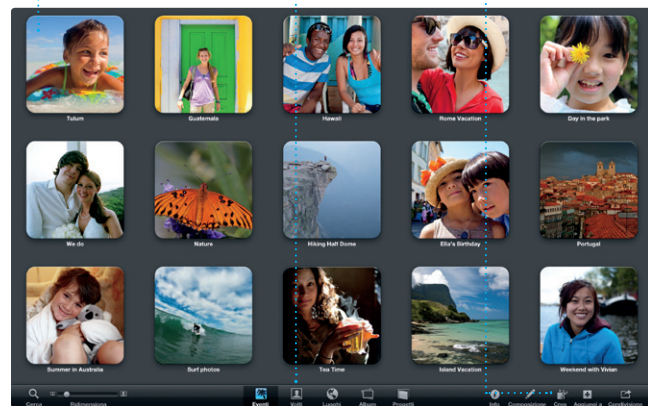 Tulum
Guatemala
Hawaii
Rome Vacation
Day in the park
We do
Nature
Hiking Half Dome
Ella's Birthday
Portugal
Summer in Australia
Surf photos
Tea Time
Island Vacation
Weekend with Vivian
Cerca Ridimensiona Eventi Volti Luoghi Album Progetti Info Composizione Crea Aggiungi a Condivisione